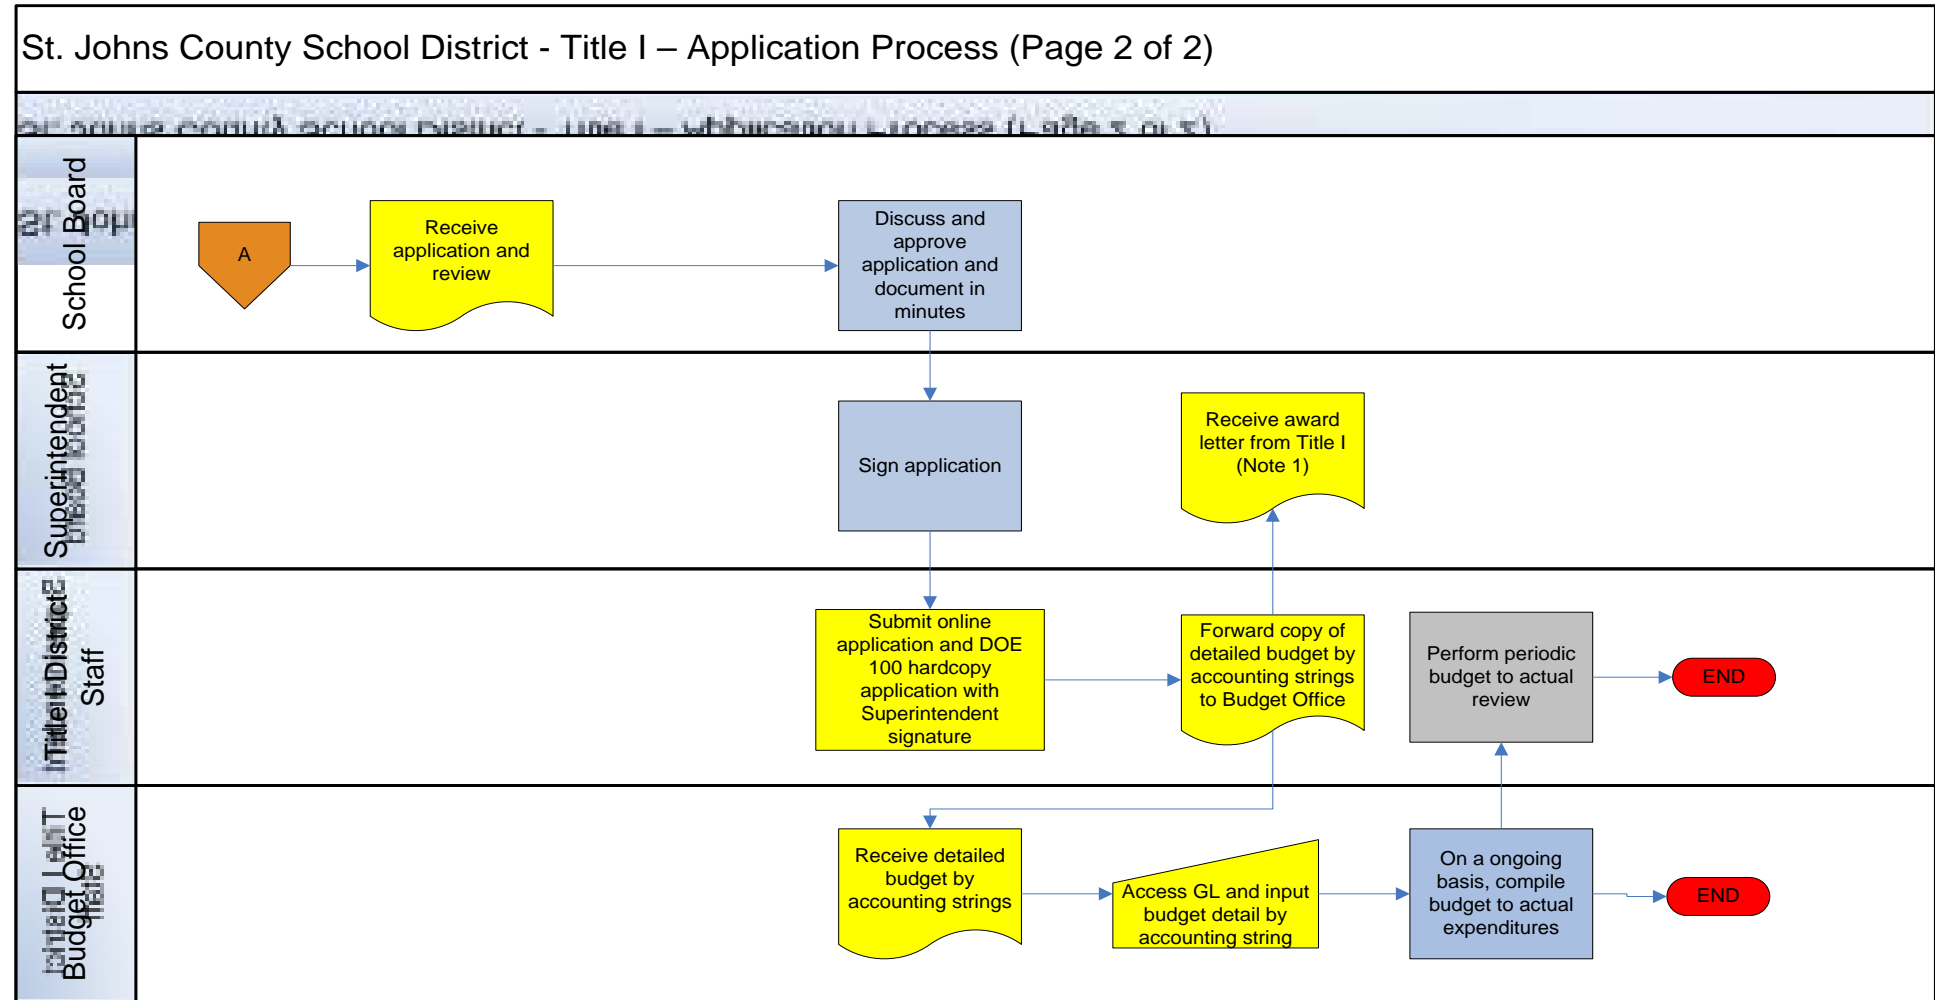 St. Johns County School District - Title I – Application Process (Page 2 of 2)
School Board
A
Receive
application and
review
Discuss and
approve
application and
document in
minutes
Superintendent
Sign application
Receive award
letter from Title I
(Note 1)
Title I District
Staff
Submit online
application and DOE
100 hardcopy
application with
Superintendent
signature
Forward copy of
detailed budget by
accounting strings
to Budget Office
Perform periodic
budget to actual
review
END
Budget Office
Receive detailed
budget by
accounting strings
Access GL and input
budget detail by
accounting string
On a ongoing
basis, compile
budget to actual
expenditures
END